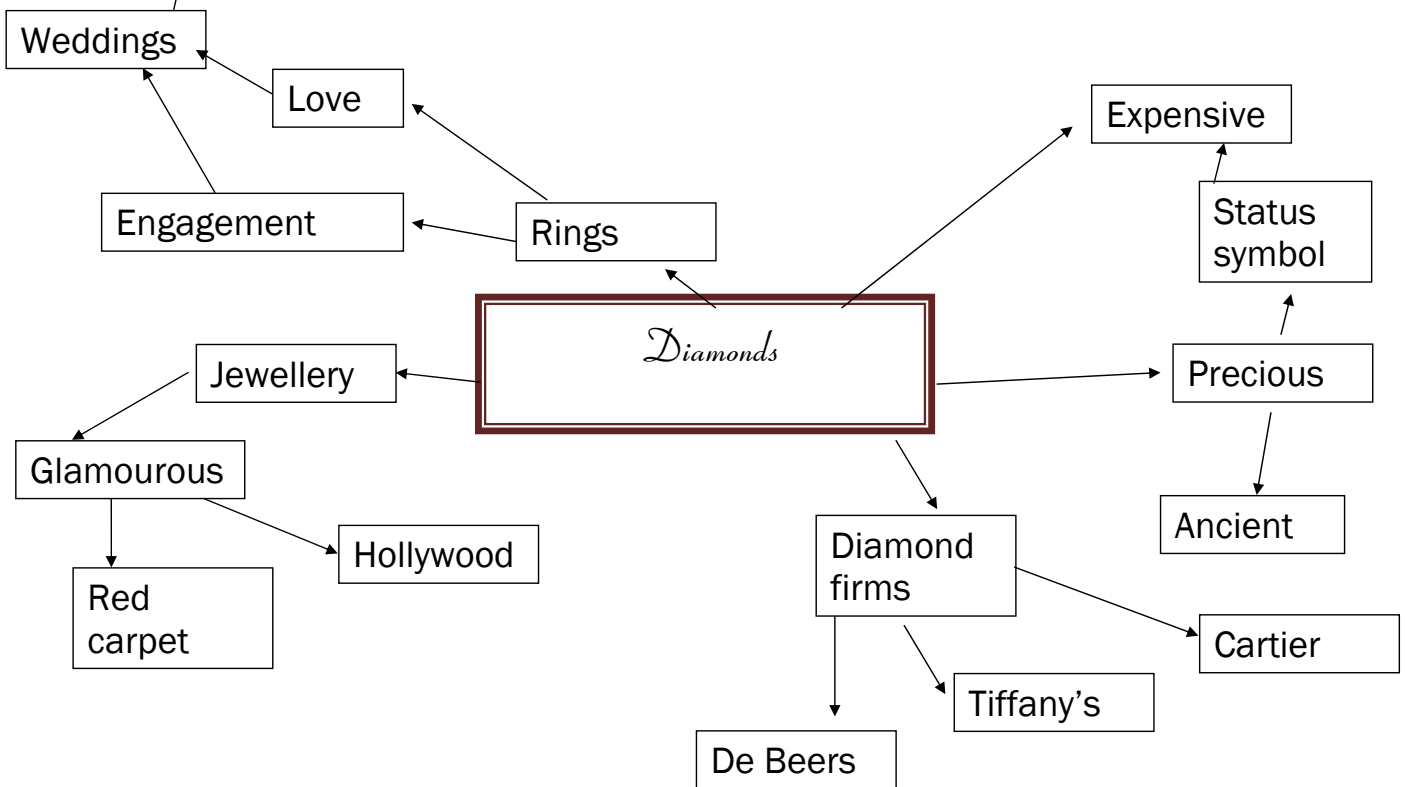 Weddings
Love
Expensive
Engagement
Rings
Status
symbol
Diamonds
Jewellery
Precious
Glamourous
Hollywood
Diamond
firms
Ancient
Red
carpet
Cartier
Tiffany’s
De Beers